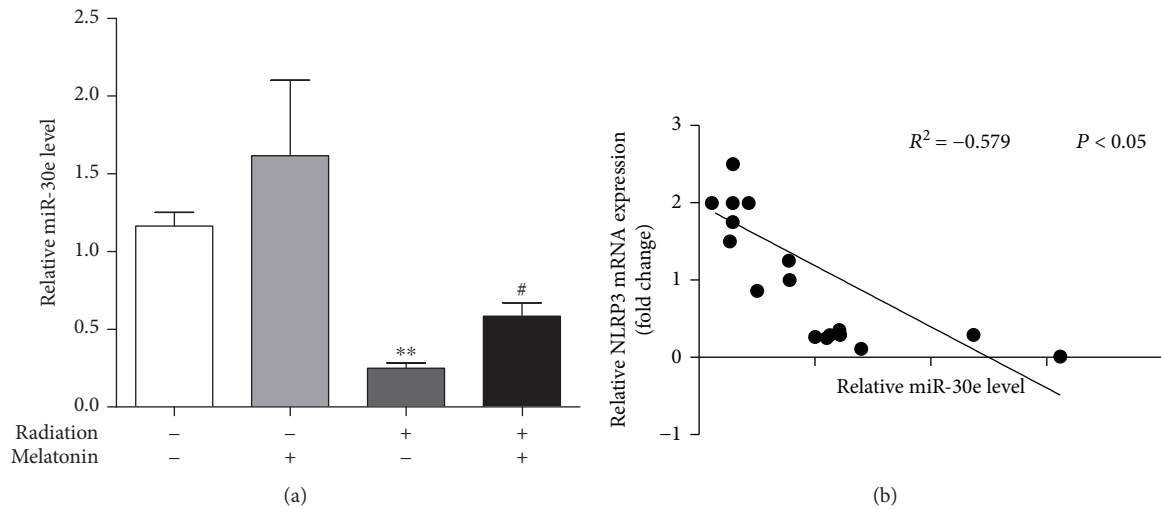 2.5
2.0
1.5
1.0
0.5
0.0
Relative miR-30e level
**
#
Radiation – – + +
Melatonin – + – +
(a)
3
2
1
0
−1
Relative NLRP3 mRNA expression
(fold change)
R² = −0.579 P < 0.05
Relative miR-30e level
(b)